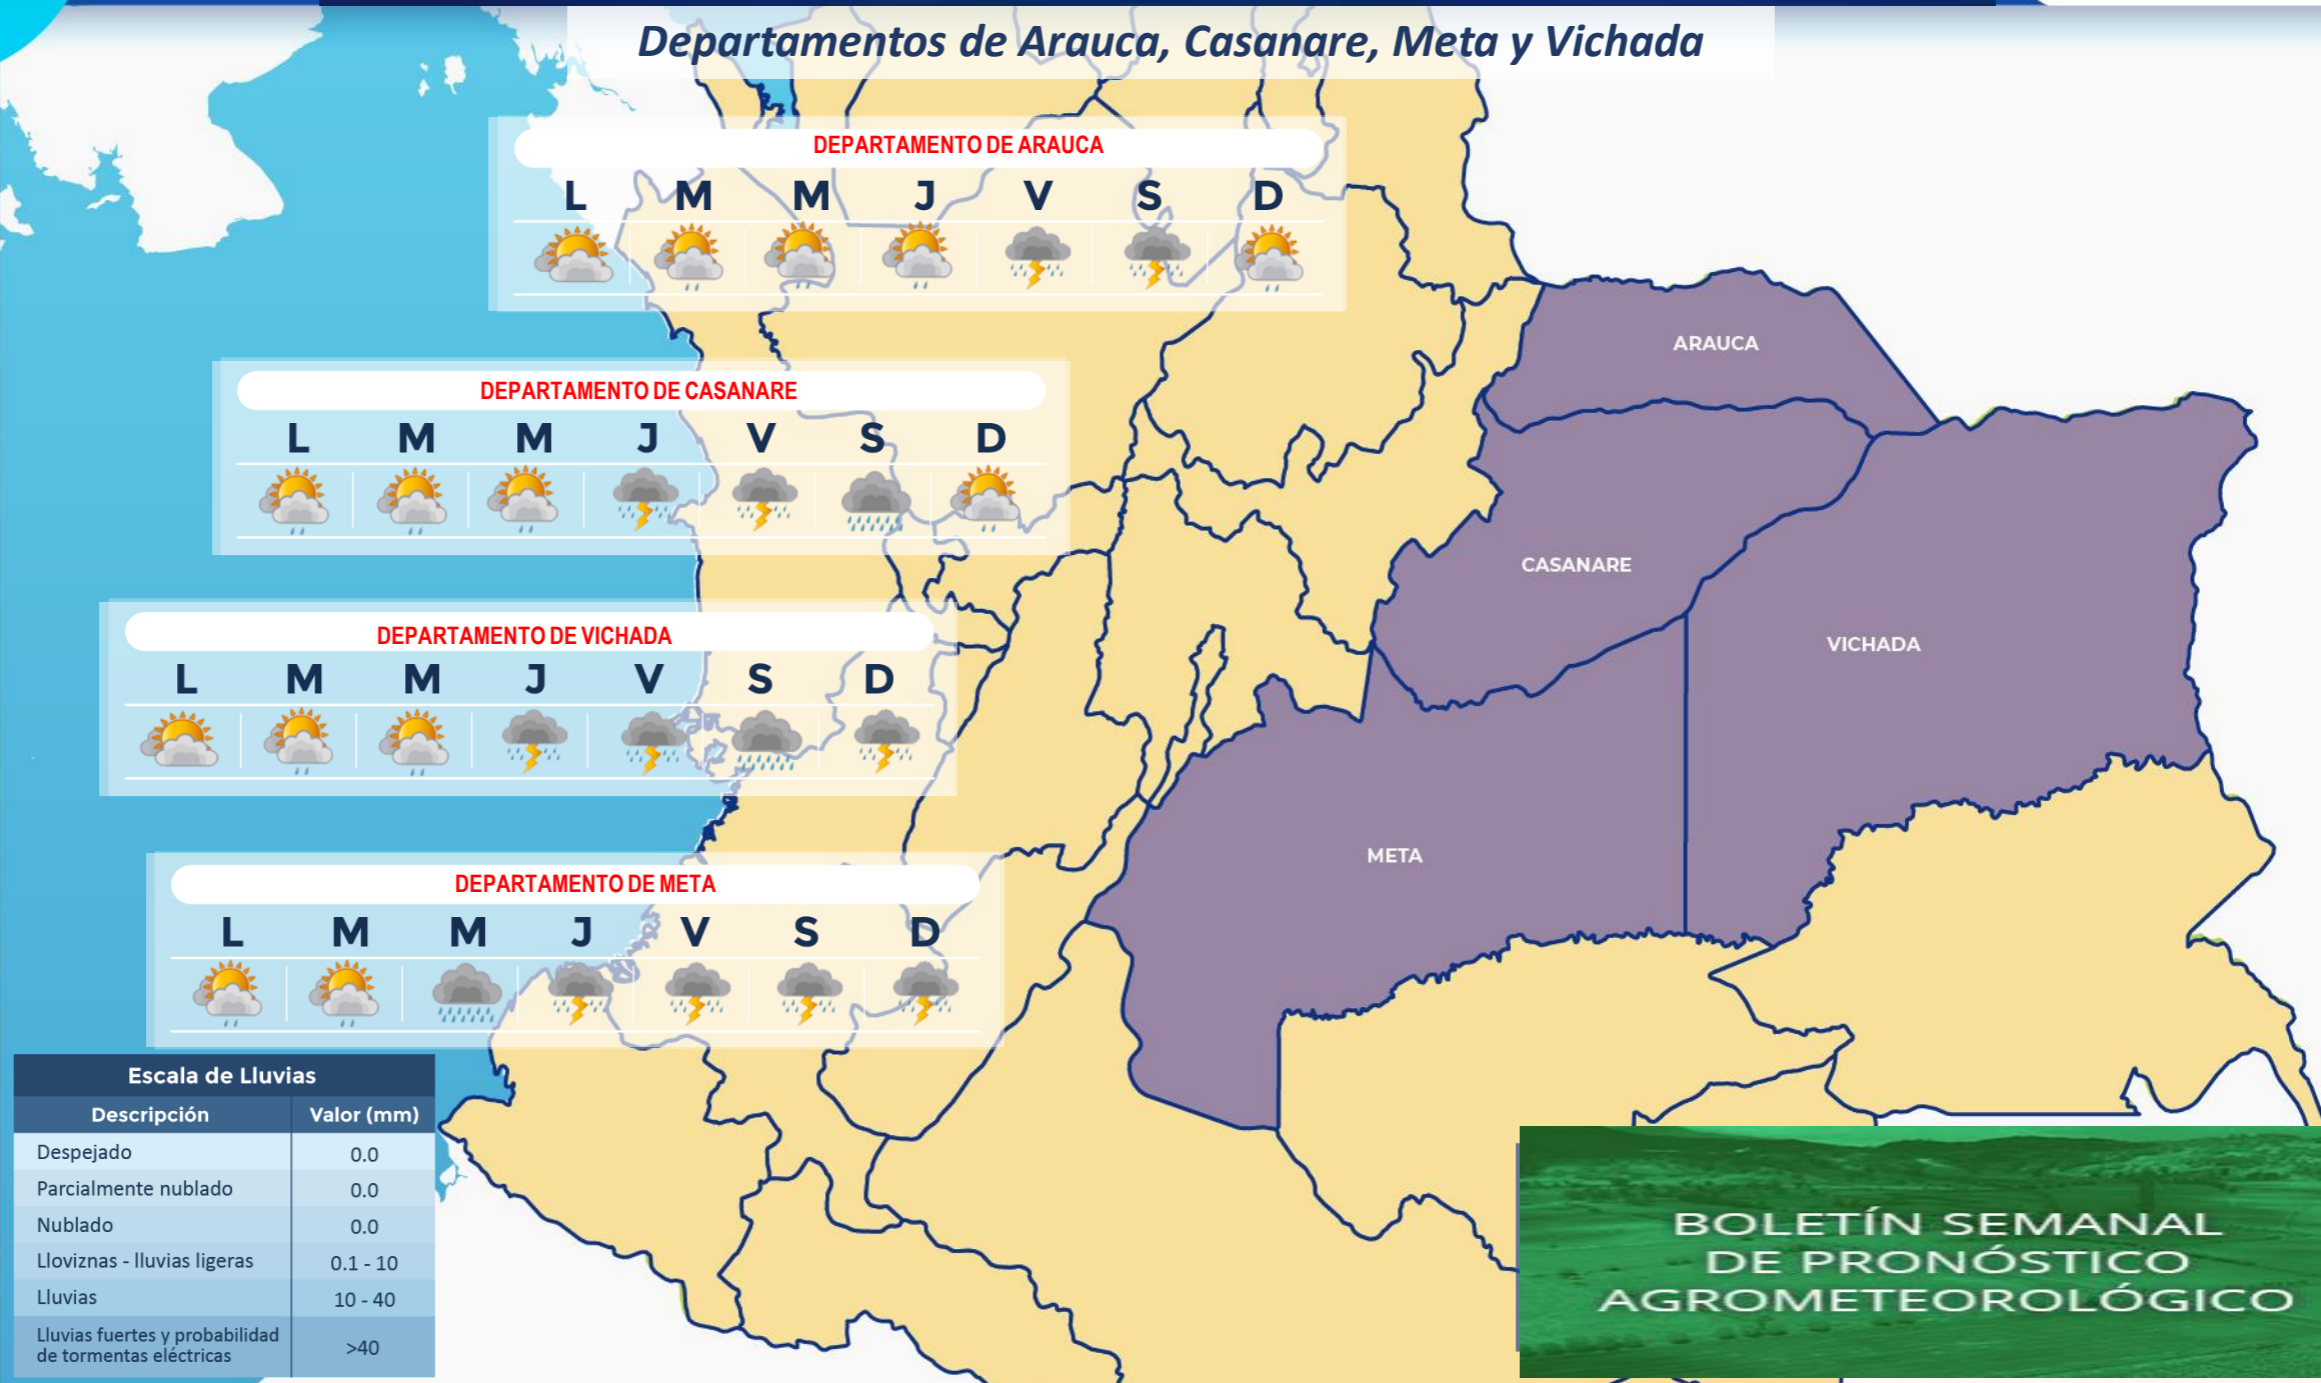 Departamentos de Arauca, Casanare, Meta y Vichada
DEPARTAMENTO DE ARAUCA
L M M J V S D
ARAUCA
DEPARTAMENTO DE CASANARE
L M M J V S D
CASANARE
DEPARTAMENTO DE VICHADA
L M M J V S D
VICHADA
META
DEPARTAMENTO DE META
L M M J V S D
Escala de Lluvias
Descripción Valor (mm)
Despejado 0.0
Parcialmente nublado 0.0
Nublado 0.0
Lloviznas - lluvias ligeras 0.1 - 10
Lluvias 10 - 40
Lluvias fuertes y probabilidad
de tormentas eléctricas >40
BOLETÍN SEMANAL
DE PRONÓSTICO
AGROMETEOROLÓGICO